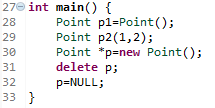 27 int main() {
28 Point p1=Point();
29 Point p2(1,2);
30 Point *p=new Point();
31 delete p;
32 p=NULL;
33 }